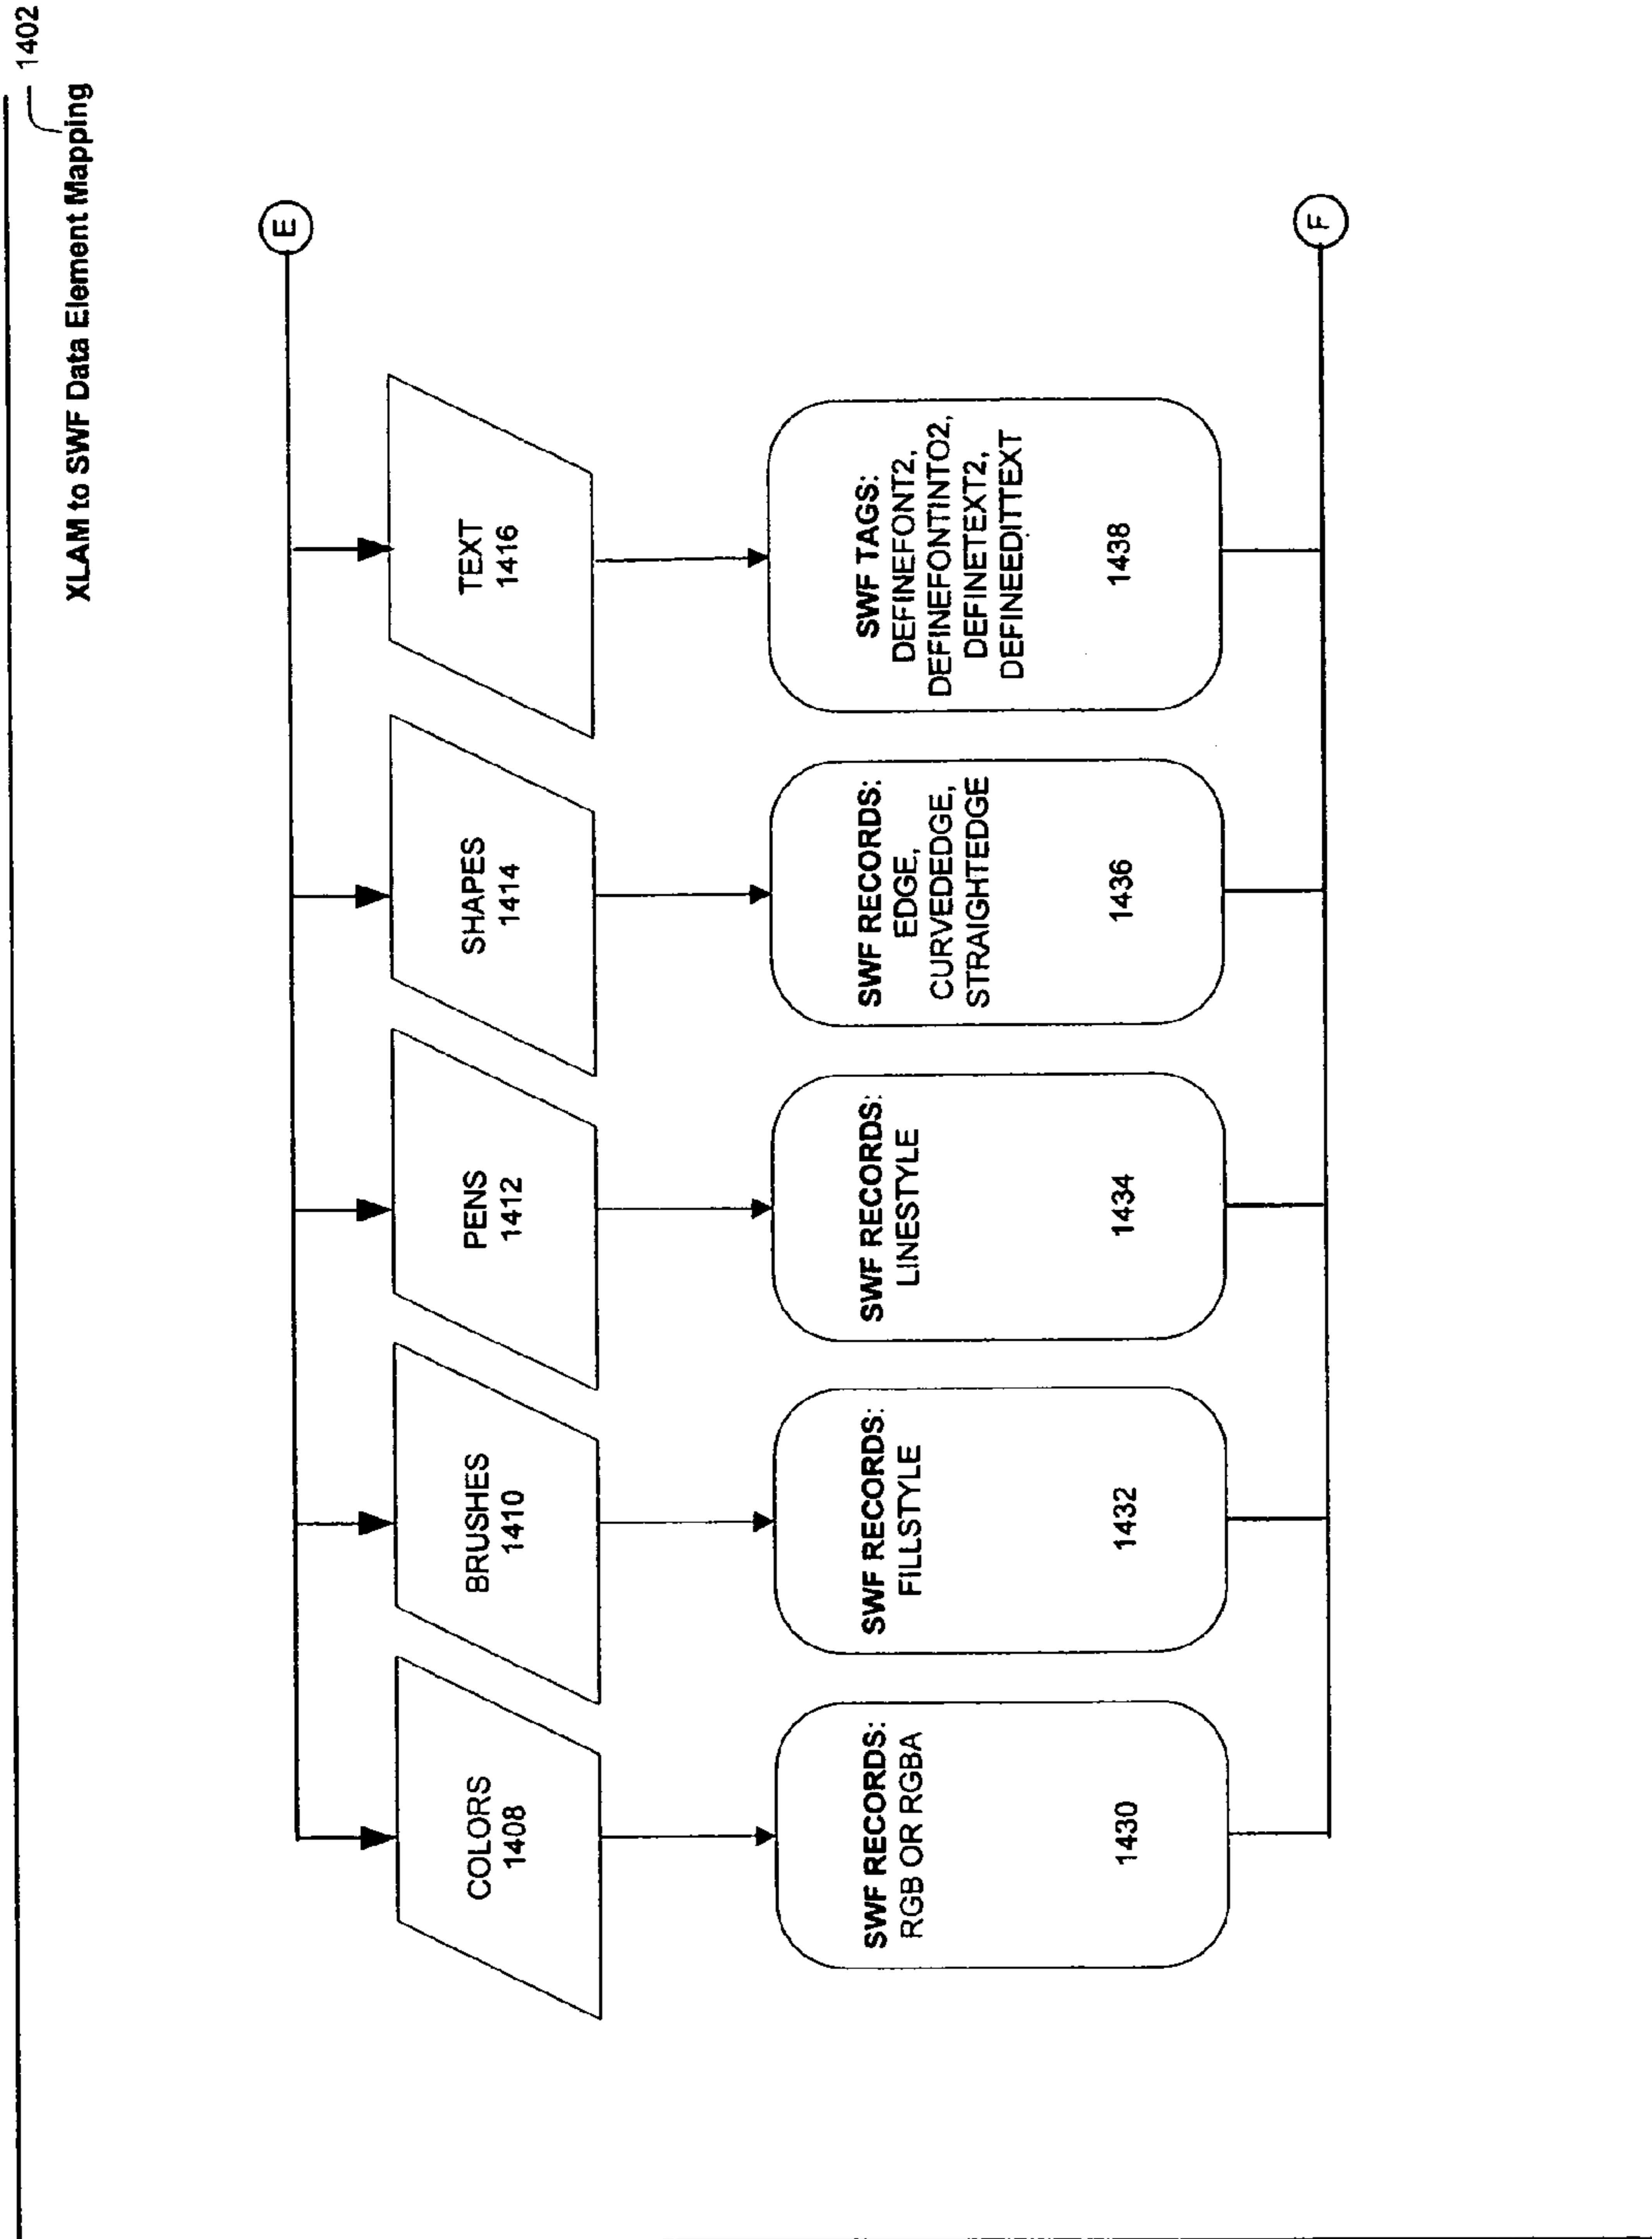 1402
XLAM to SWF Data Element Mapping
E
COLORS
1408
BRUSHES
1410
PENS
1412
SHAPES
1414
TEXT
1416
SWF RECORDS:
RGB OR RGBA
1430
SWF RECORDS:
FILLSTYLE
1432
SWF RECORDS:
LINESTYLE
1434
SWF RECORDS:
EDGE,
CURVEDEDGE,
STRAIGHTEDGE
1436
SWF TAGS:
DEFINEFONT2,
DEFINEFONTINTO2,
DEFINETEXT2,
DEFINEEDITTEXT
1438
F